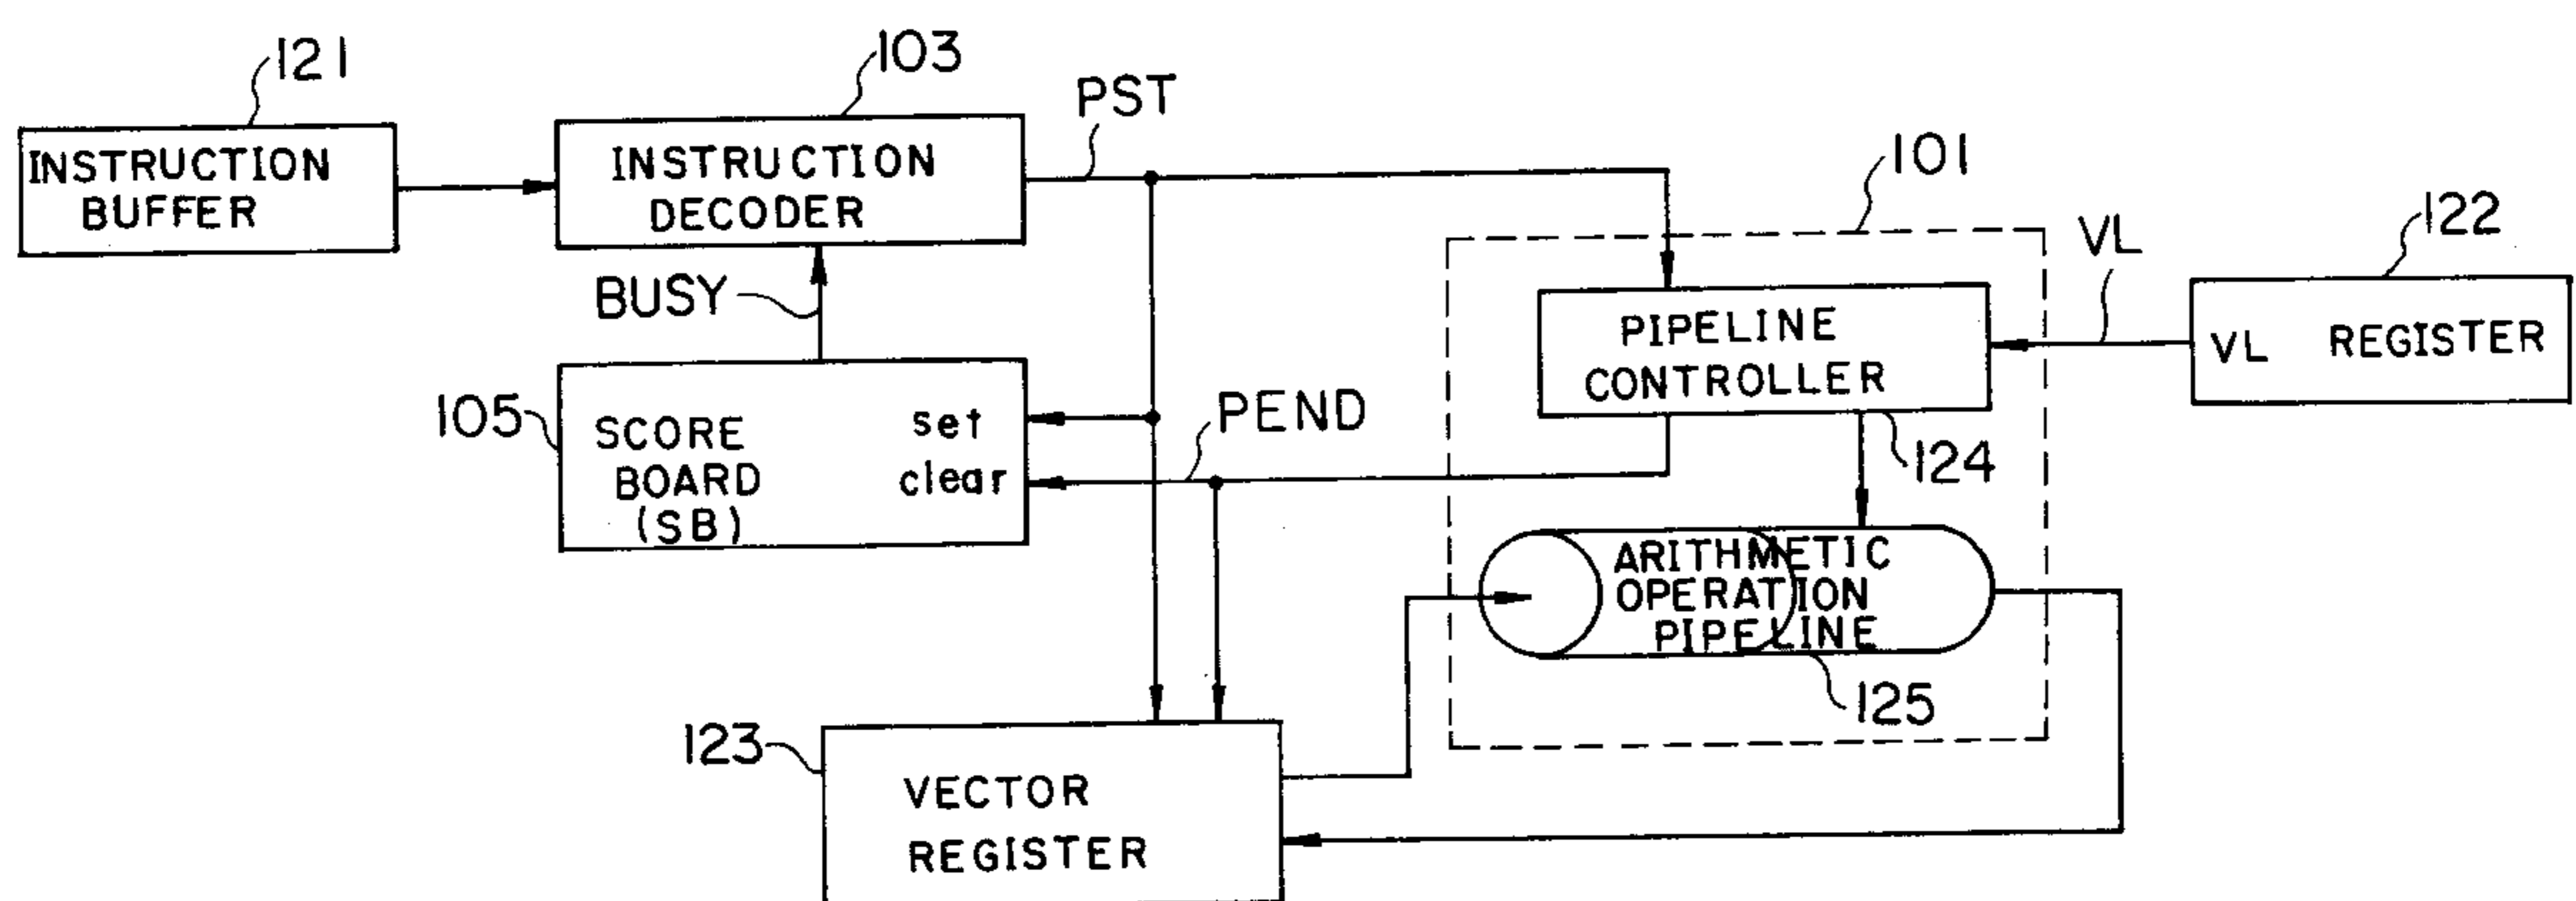 121
103
PST
INSTRUCTION
BUFFER
INSTRUCTION
DECODER
101
VL
122
BUSY
PIPELINE
CONTROLLER
VL REGISTER
105
SCORE
BOARD
(SB)
set
clear
PEND
124
ARITHMETIC
OPERATION
PIPELINE
125
123
VECTOR
REGISTER